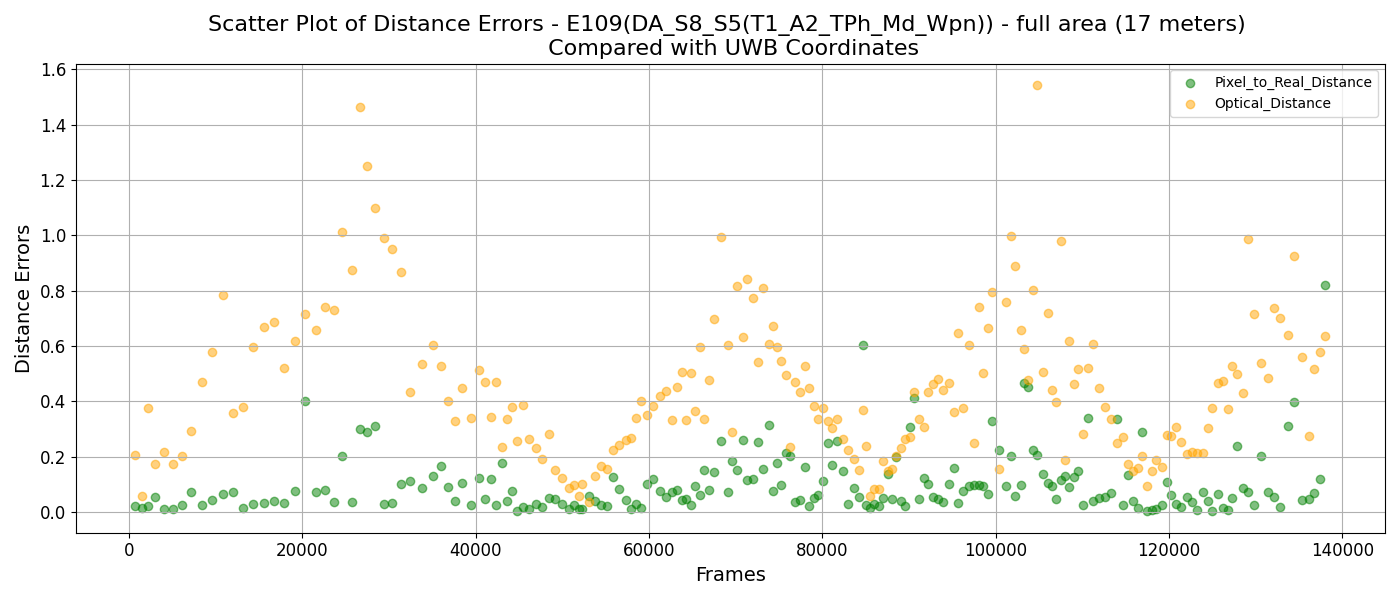 Scatter Plot of Distance Errors - E109(DA_S8_S5(T1_A2_TPh_Md_Wpn)) - full area (17 meters)
Compared with UWB Coordinates
Pixel_to_Real_Distance
Optical_Distance
Distance Errors
1.6
1.4
1.2
1.0
0.8
0.6
0.4
0.2
0.0
0 20000 40000 60000 80000 100000 120000 140000
Frames